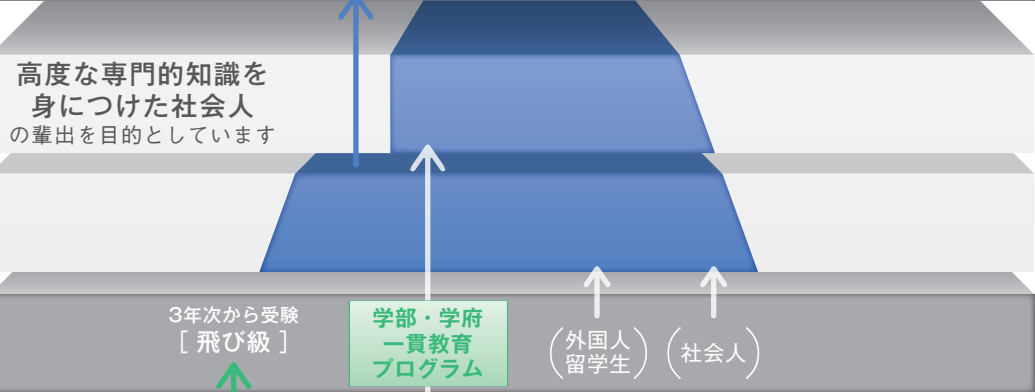 高度な専門的知識を
身につけた社会人
の輩出を目的としています
3年次から受験
[ 飛び級 ]
学部・学府
一貫教育
プログラム
(外国人
留学生)
(社会人)